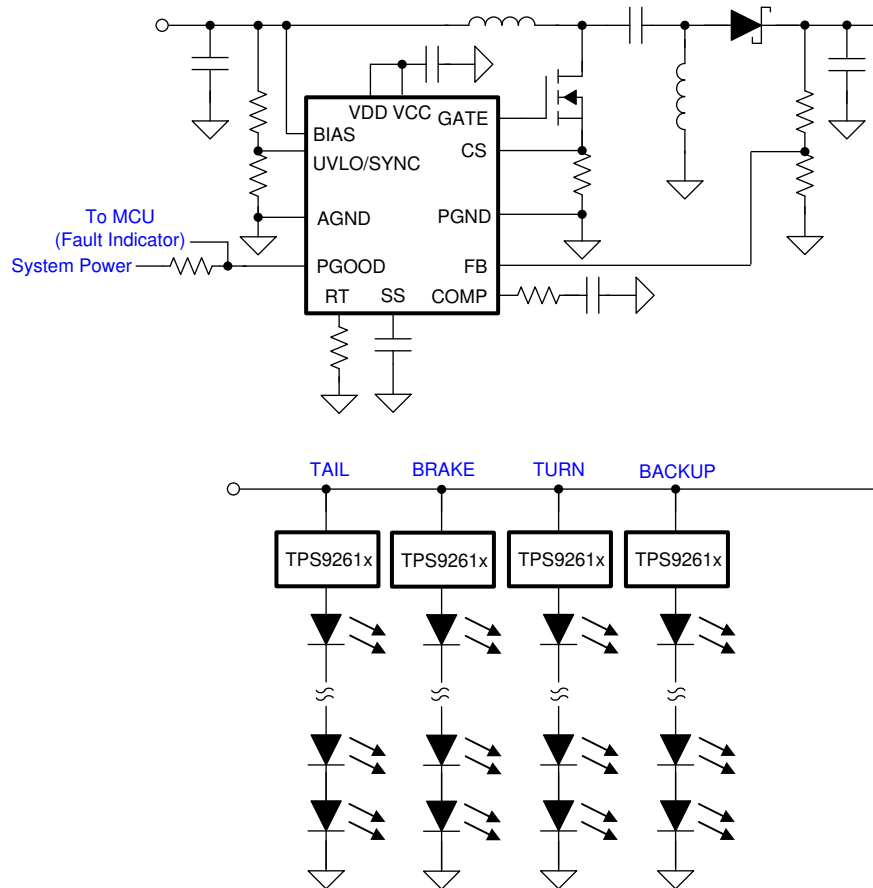 VDD VCC
GATE
BIAS
CS
UVLO/SYNC
To MCU
(Fault Indicator)
AGND
PGND
System Power
PGOOD
FB
RT
SS
COMP
TAIL
BRAKE
TURN
BACKUP
TPS9261x
TPS9261x
TPS9261x
TPS9261x